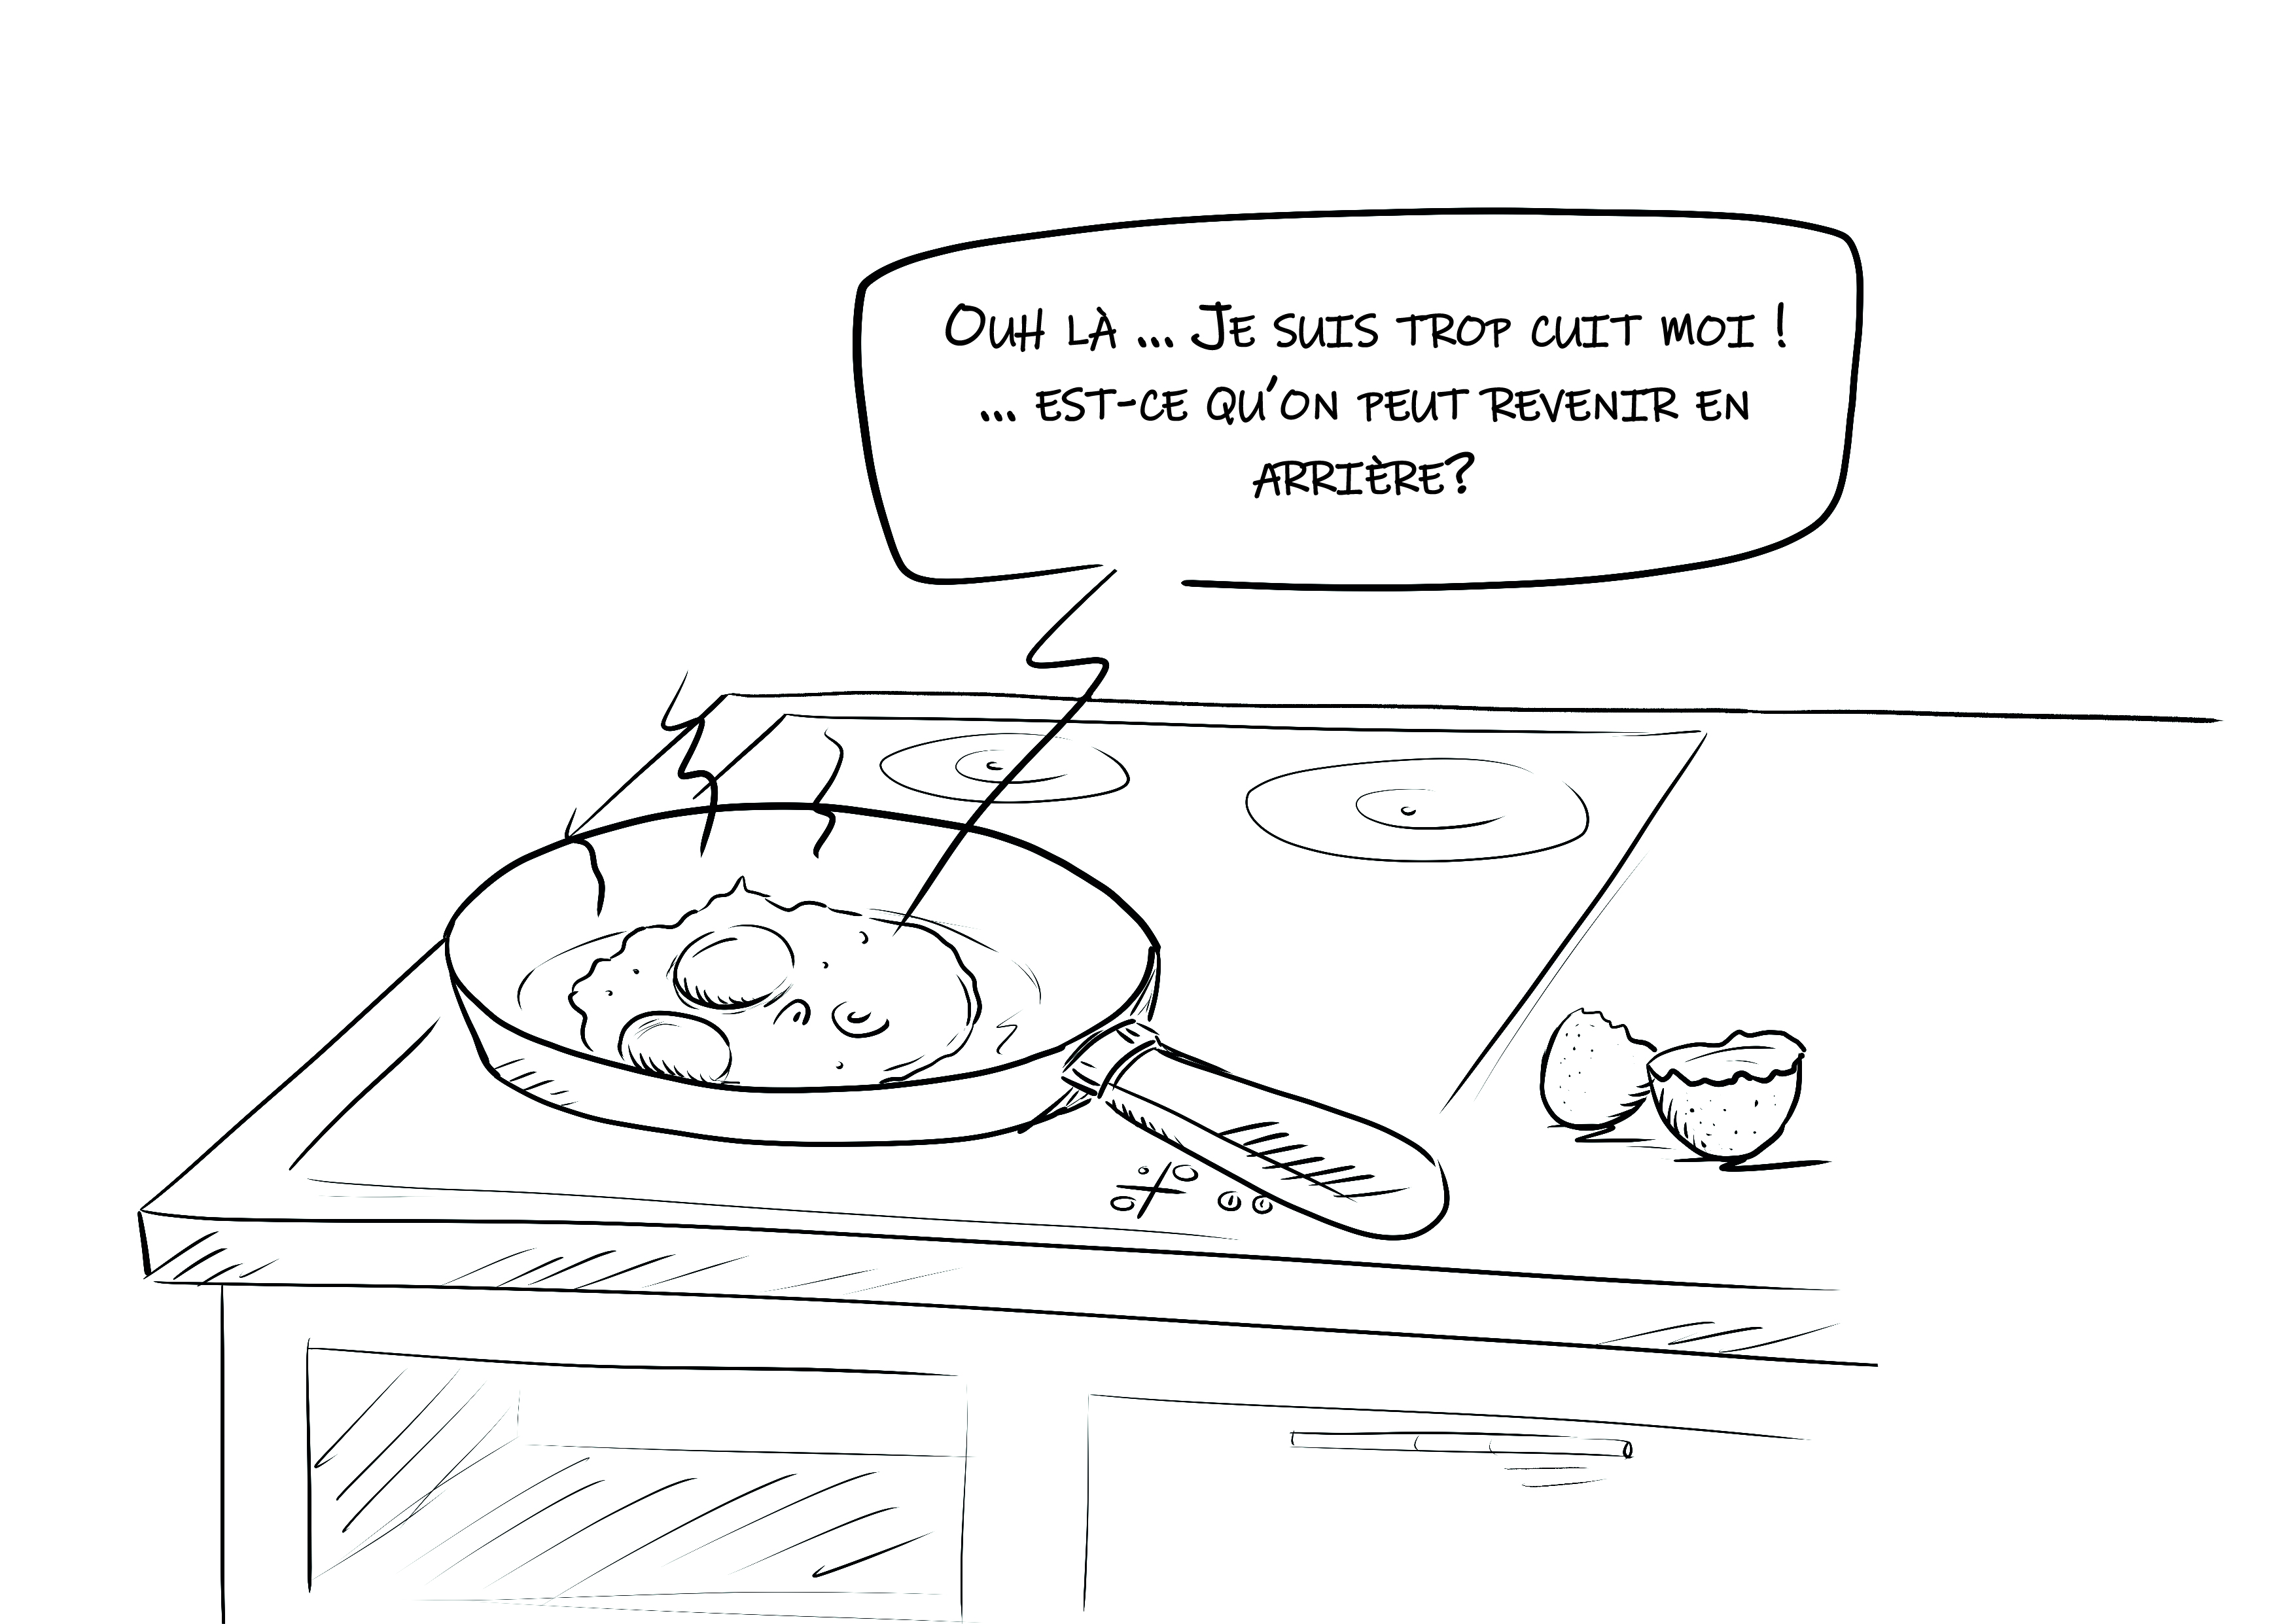 Ouh là ... Je suis trop cuit moi !
... est-ce qu'on peut revenir en
arrière?